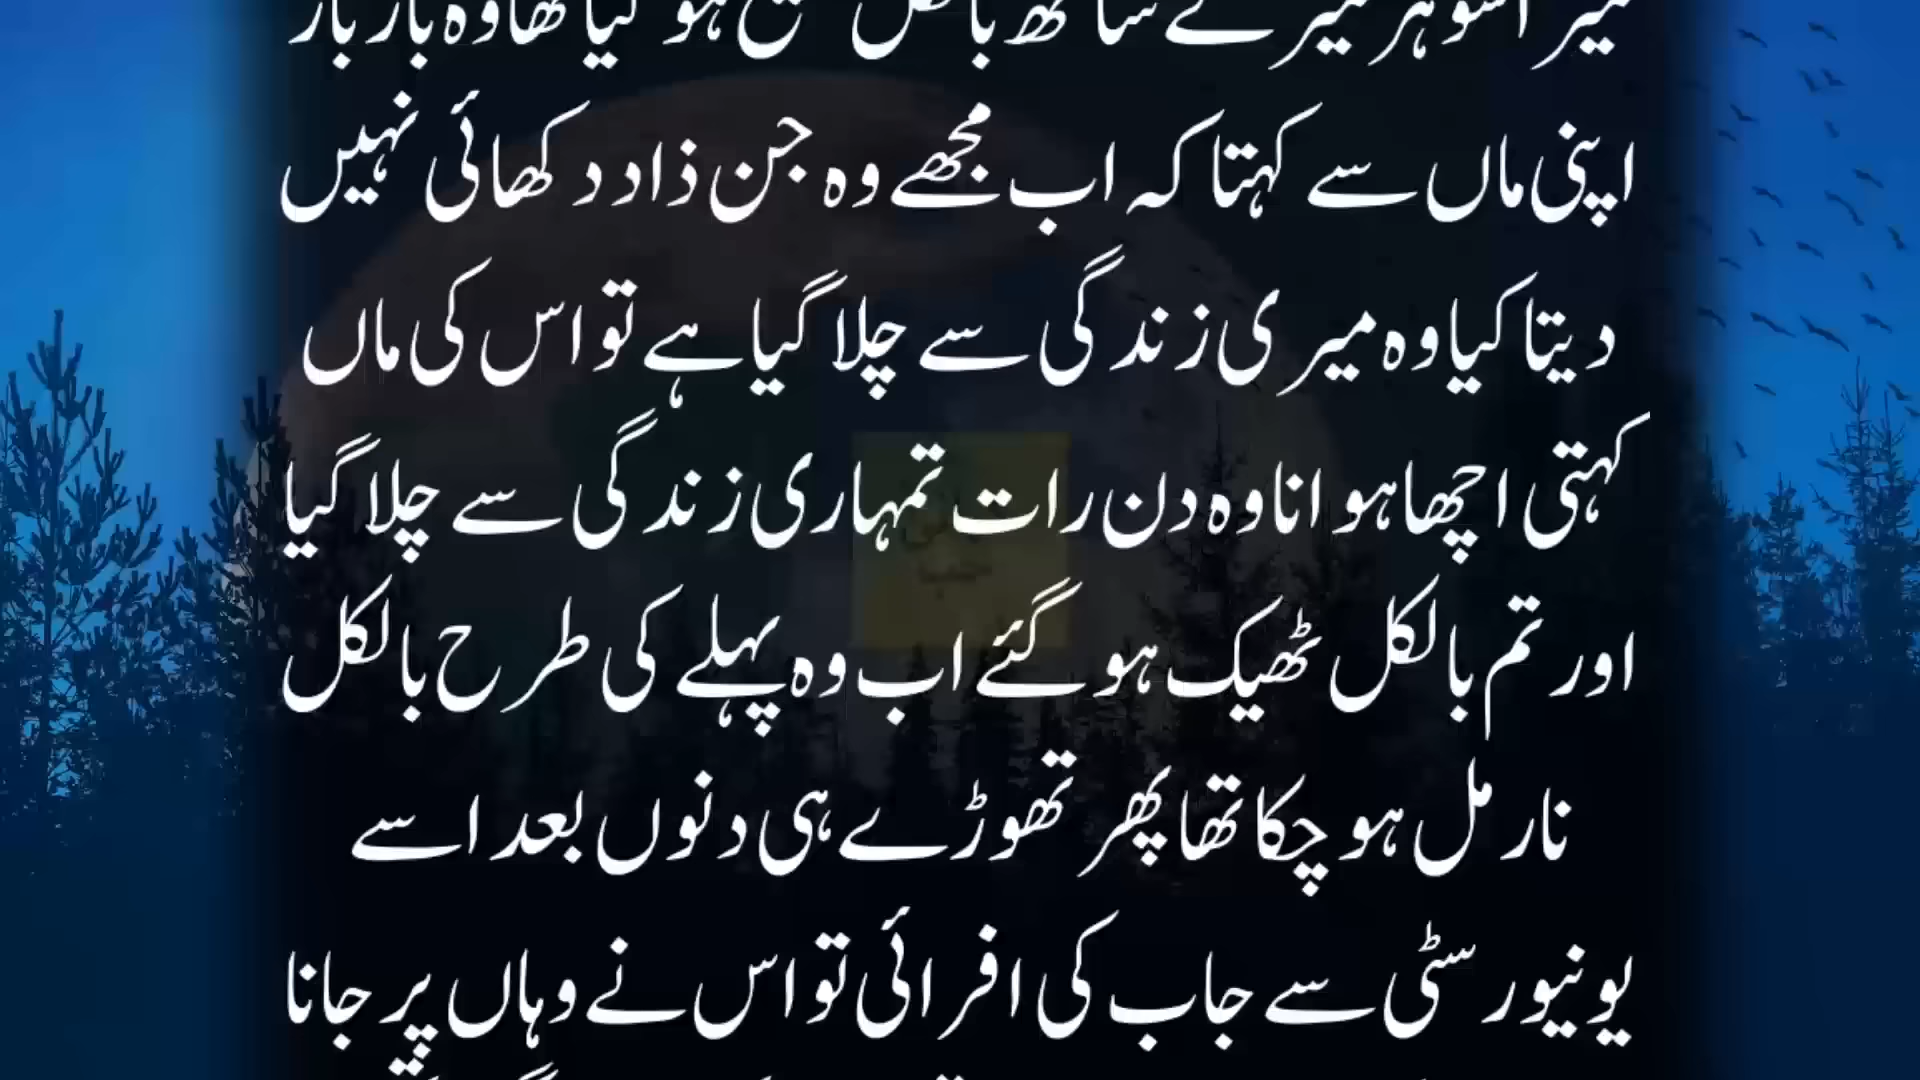 میرا شوہر میرے ساتھ بالکل صحیح ہو گیا تھا وہ بار بار
اپنی ماں سے کہتا کہ اب مجھے وہ جن ذاد دکھائی نہیں
دیتا کیا وہ میری زندگی سے چلا گیا ہے تو اس کی ماں
کہتی اچھا ہوا نا وہ دن رات تمہاری زندگی سے چلا گیا
اور تم بالکل ٹھیک ہو گئے اب وہ پہلے کی طرح بالکل
نارمل ہو چکا تھا پھر تھوڑے ہی دنوں بعد اسے
یونیورسٹی سے جاب کی افرائی تو اس نے وہاں پر جانا